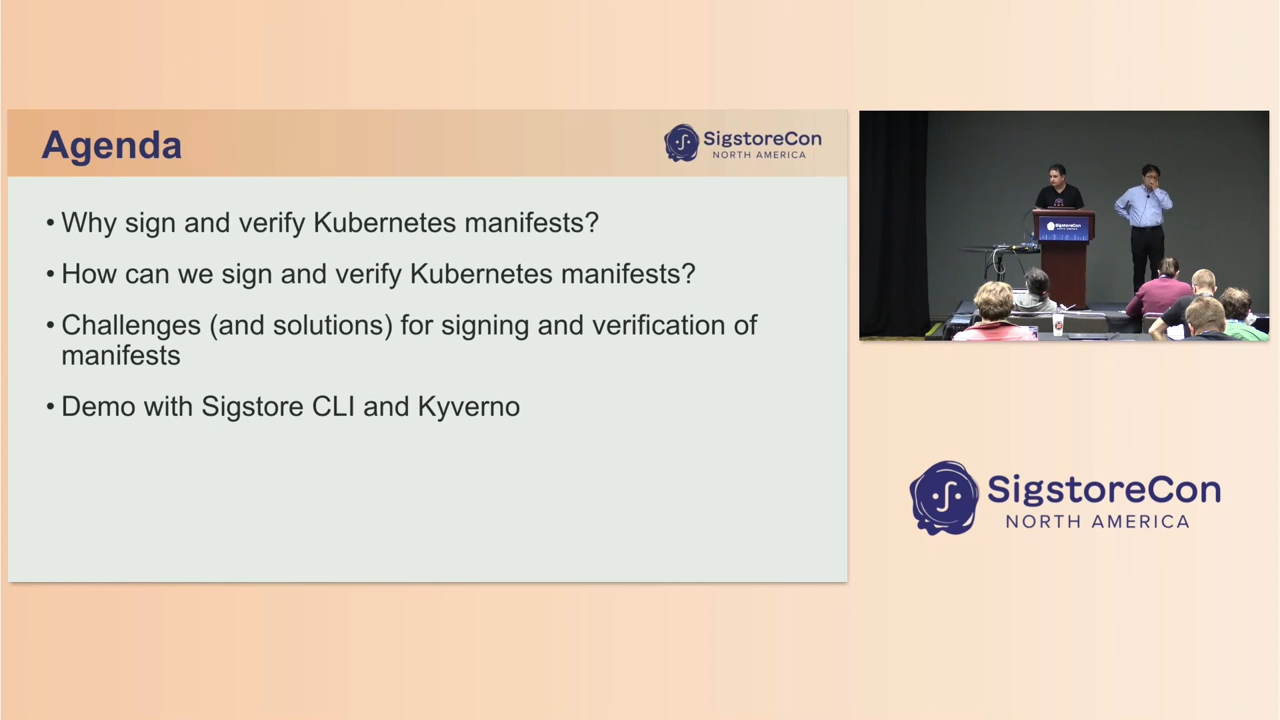 Agenda
SigstoreCon
NORTH AMERICA
• Why sign and verify Kubernetes manifests?
• How can we sign and verify Kubernetes manifests?
• Challenges (and solutions) for signing and verification of
manifests
• Demo with Sigstore CLI and Kyverno
SigstoreCon
SigstoreCon
NORTH AMERICA